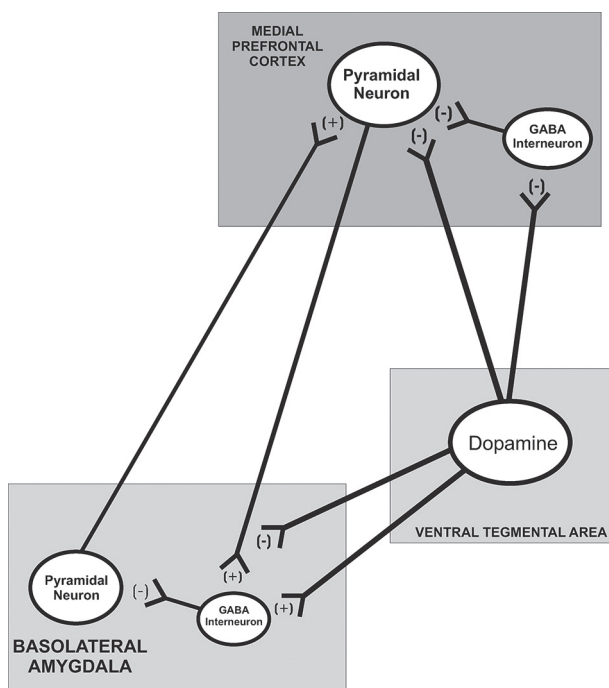 MEDIAL
PREFRONTAL
CORTEX
Pyramidal
Neuron
(+)
(-)
(-)
GABA
Interneuron
(-)
Dopamine
VENTRAL TEGMENTAL AREA
(-)
(+)
Pyramidal
Neuron
(-)
GABA
Interneuron
(+)
BASOLATERAL
AMYGDALA